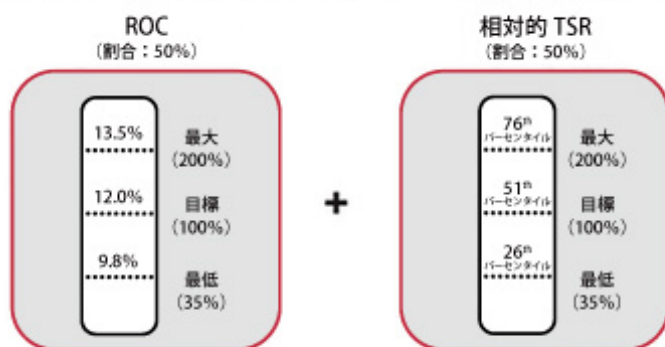 ROC
（割合：50%）
13.5%
最大
（200%）
12.0%
目標
（100%）
9.8%
最低
（35%）
+
相対的 TSR
（割合：50%）
76th
パーセンタイル
最大
（200%）
51th
パーセンタイル
目標
（100%）
26th
パーセンタイル
最低
（35%）